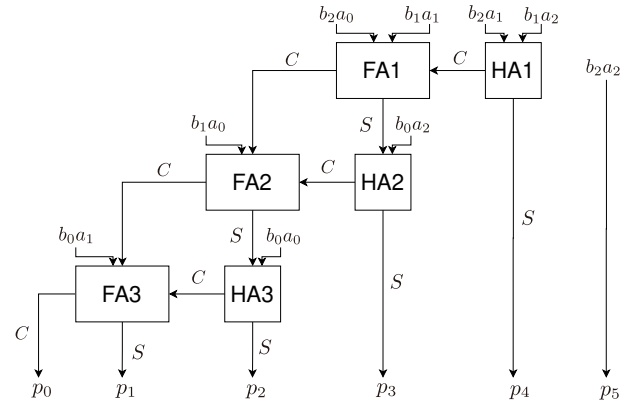 b₂a₀ b₁a₁ b₂a₁ b₁a₂
C FA1 C HA1 b₂a₂
b₁a₀ S b₀a₂
C FA2 C HA2
S
b₀a₁ S b₀a₀
FA3 C HA3 S
C S S
p₀ p₁ p₂ p₃ p₄ p₅